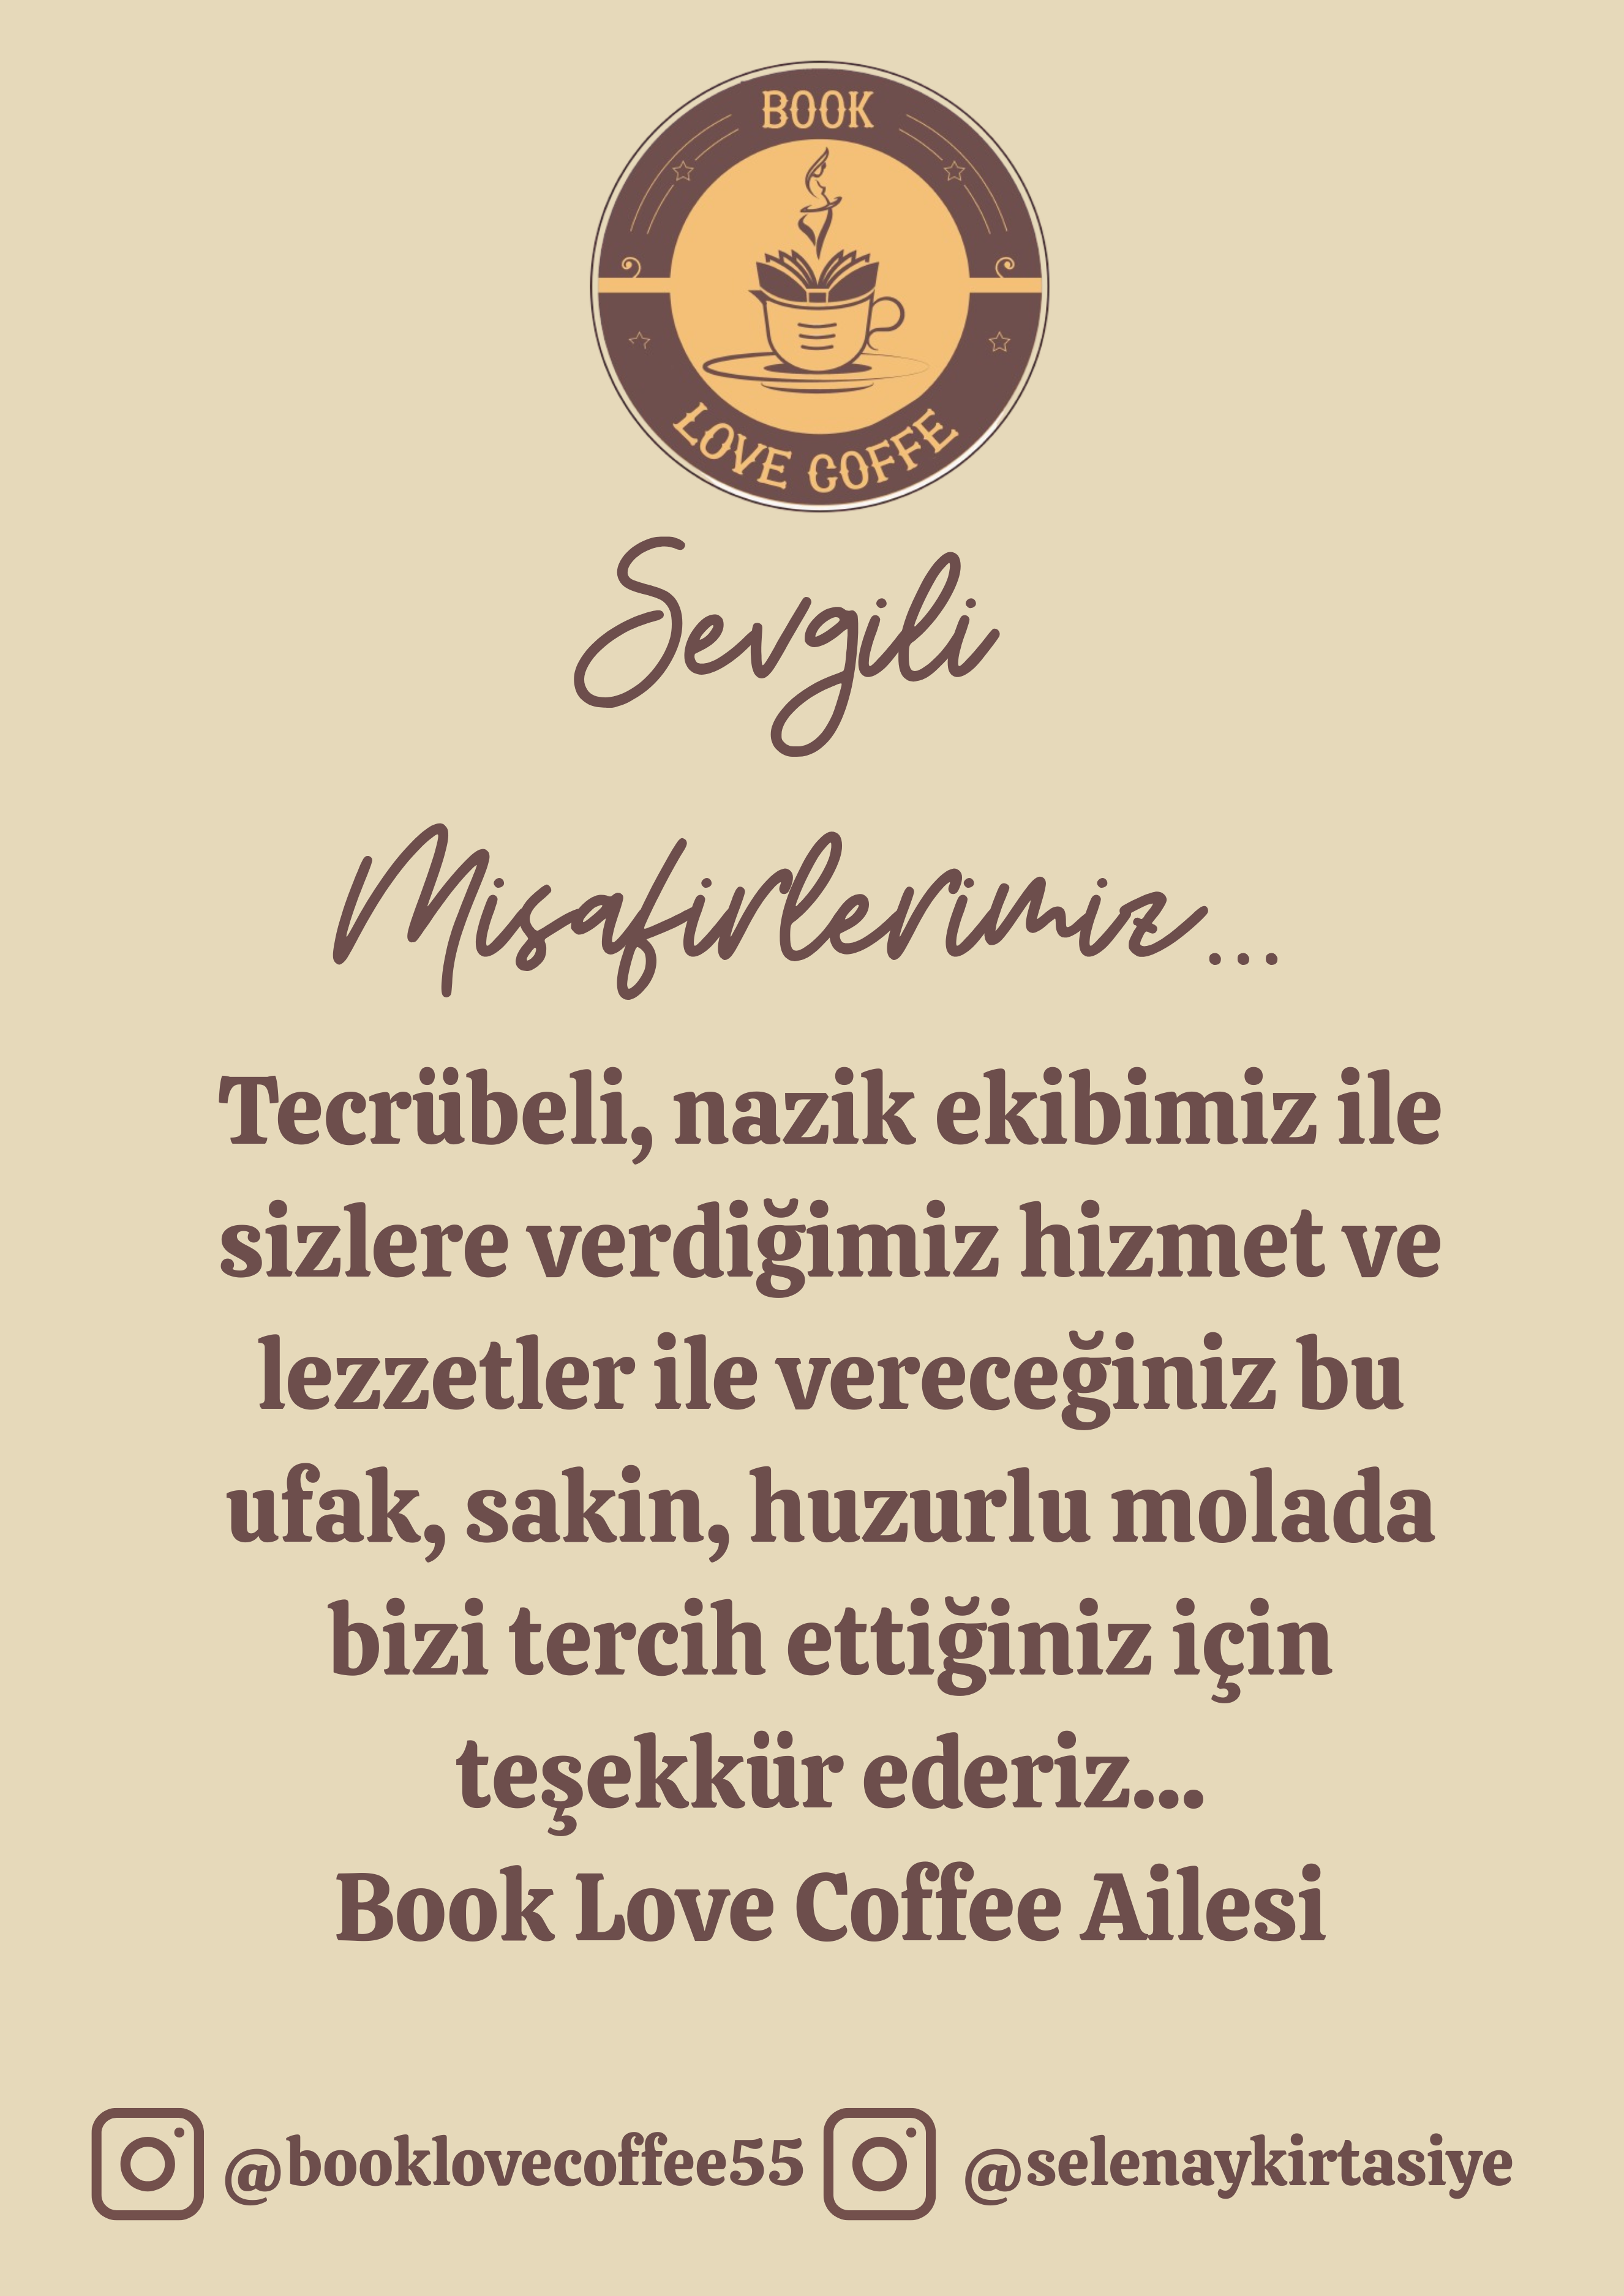 BOOK
LOVE COFFE
Sevgili
Misafirlerimiz...
Tecrübeli, nazik ekibimiz ile
sizlere verdiğimiz hizmet ve
lezzetler ile vereceğiniz bu
ufak, sakin, huzurlu molada
bizi tercih ettiğiniz için
teşekkür ederiz...
Book Love Coffee Ailesi
@booklovecoffee55 @selenaykirtasiye